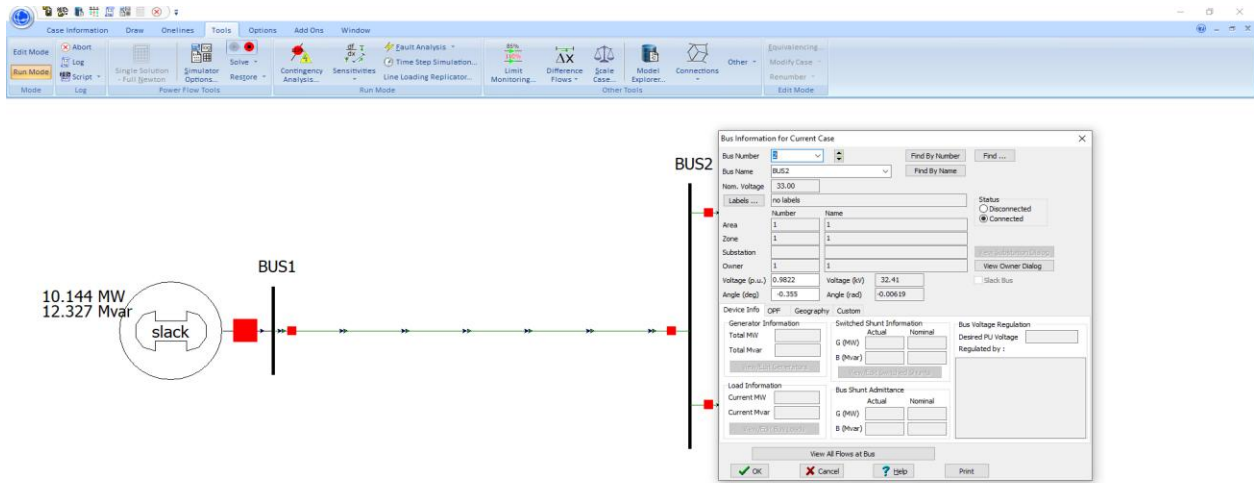 Case Information Draw Onelines Tools Options Add Ons Window
Edit Mode
Run Mode
Mode
Abort
Log
Script
Log
Single Solution - Full Newton
Simulator Options...
Solve
Restore
Power Flow Tools
Contingency Analysis...
Sensitivities
Fault Analysis
Time Step Simulation...
Line Loading Replicator...
Run Mode
Limit Monitoring...
Difference Flows
Scale Case...
Model Explorer...
Connections
Other
Other Tools
Equivalencing...
Modify Case
Renumber
Edit Mode
10.144 MW
12.327 Mvar
slack
BUS1
BUS2
Bus Information for Current Case
Bus Number 2 Find By Number Find ...
Bus Name BUS2 Find By Name
Nom. Voltage 33.00
Labels ... no labels
Status
Disconnected
Connected
Number Name
Area 1 1
Zone 1 1
Substation
Owner 1 1 View Owner Dialog
Voltage (p.u.) 0.9822 Voltage (kV) 32.41 Slack Bus
Angle (deg) -0.355 Angle (rad) -0.00619
Device Info OPF Geography Custom
Generator Information
Total MW
Total Mvar
Switched Shunt Information
Actual Nominal
G (MW)
B (Mvar)
Bus Voltage Regulation
Desired PU Voltage
Regulated by :
Load Information
Current MW
Current Mvar
Bus Shunt Admittance
Actual Nominal
G (MW)
B (Mvar)
View All Flows at Bus
OK Cancel Help Print